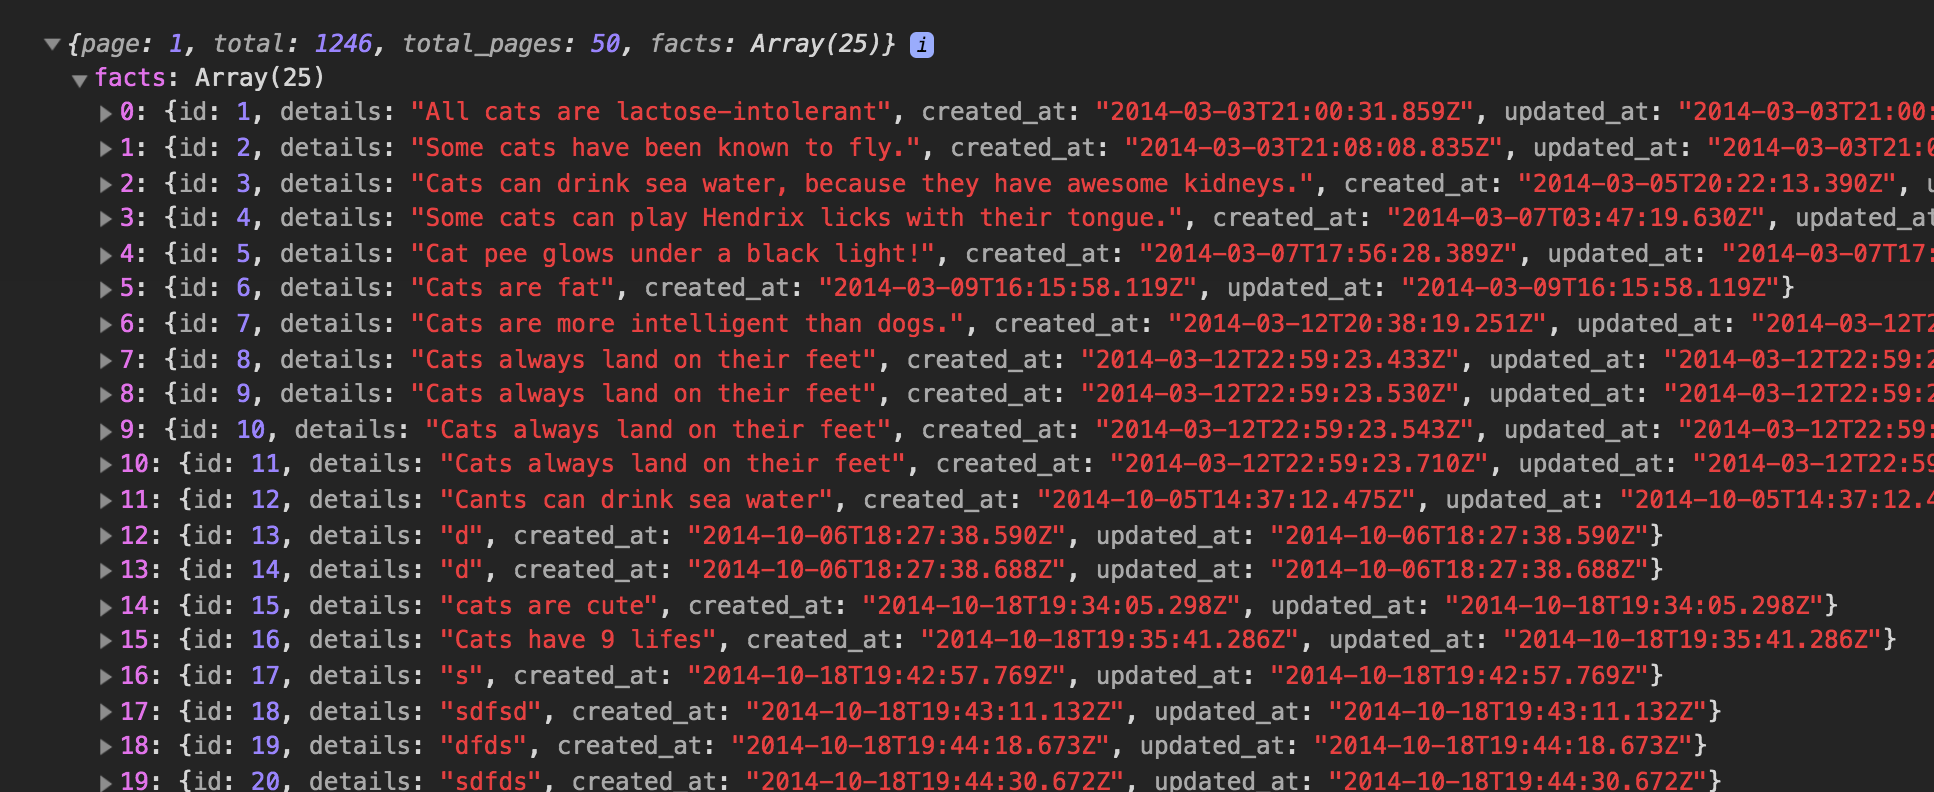 ▼{page: 1, total: 1246, total_pages: 50, facts: Array(25)} i
▼facts: Array(25)
▶0: {id: 1, details: "All cats are lactose-intolerant", created_at: "2014-03-03T21:00:31.859Z", updated_at: "2014-03-03T21:00:
▶1: {id: 2, details: "Some cats have been known to fly.", created_at: "2014-03-03T21:08:08.835Z", updated_at: "2014-03-03T21:0
▶2: {id: 3, details: "Cats can drink sea water, because they have awesome kidneys.", created_at: "2014-03-05T20:22:13.390Z",
▶3: {id: 4, details: "Some cats can play Hendrix licks with their tongue.", created_at: "2014-03-07T03:47:19.630Z", updated_at
▶4: {id: 5, details: "Cat pee glows under a black light!", created_at: "2014-03-07T17:56:28.389Z", updated_at: "2014-03-07T17:
▶5: {id: 6, details: "Cats are fat", created_at: "2014-03-09T16:15:58.119Z", updated_at: "2014-03-09T16:15:58.119Z"}
▶6: {id: 7, details: "Cats are more intelligent than dogs.", created_at: "2014-03-12T20:38:19.251Z", updated_at: "2014-03-12T2
▶7: {id: 8, details: "Cats always land on their feet", created_at: "2014-03-12T22:59:23.433Z", updated_at: "2014-03-12T22:59:2
▶8: {id: 9, details: "Cats always land on their feet", created_at: "2014-03-12T22:59:23.530Z", updated_at: "2014-03-12T22:59:2
▶9: {id: 10, details: "Cats always land on their feet", created_at: "2014-03-12T22:59:23.543Z", updated_at: "2014-03-12T22:59:
▶10: {id: 11, details: "Cats always land on their feet", created_at: "2014-03-12T22:59:23.710Z", updated_at: "2014-03-12T22:59
▶11: {id: 12, details: "Cants can drink sea water", created_at: "2014-10-05T14:37:12.475Z", updated_at: "2014-10-05T14:37:12.4
▶12: {id: 13, details: "d", created_at: "2014-10-06T18:27:38.590Z", updated_at: "2014-10-06T18:27:38.590Z"}
▶13: {id: 14, details: "d", created_at: "2014-10-06T18:27:38.688Z", updated_at: "2014-10-06T18:27:38.688Z"}
▶14: {id: 15, details: "cats are cute", created_at: "2014-10-18T19:34:05.298Z", updated_at: "2014-10-18T19:34:05.298Z"}
▶15: {id: 16, details: "Cats have 9 lifes", created_at: "2014-10-18T19:35:41.286Z", updated_at: "2014-10-18T19:35:41.286Z"}
▶16: {id: 17, details: "s", created_at: "2014-10-18T19:42:57.769Z", updated_at: "2014-10-18T19:42:57.769Z"}
▶17: {id: 18, details: "sdfsd", created_at: "2014-10-18T19:43:11.132Z", updated_at: "2014-10-18T19:43:11.132Z"}
▶18: {id: 19, details: "dfds", created_at: "2014-10-18T19:44:18.673Z", updated_at: "2014-10-18T19:44:18.673Z"}
▶19: {id: 20, details: "sdfds", created_at: "2014-10-18T19:44:30.672Z", updated_at: "2014-10-18T19:44:30.672Z"}